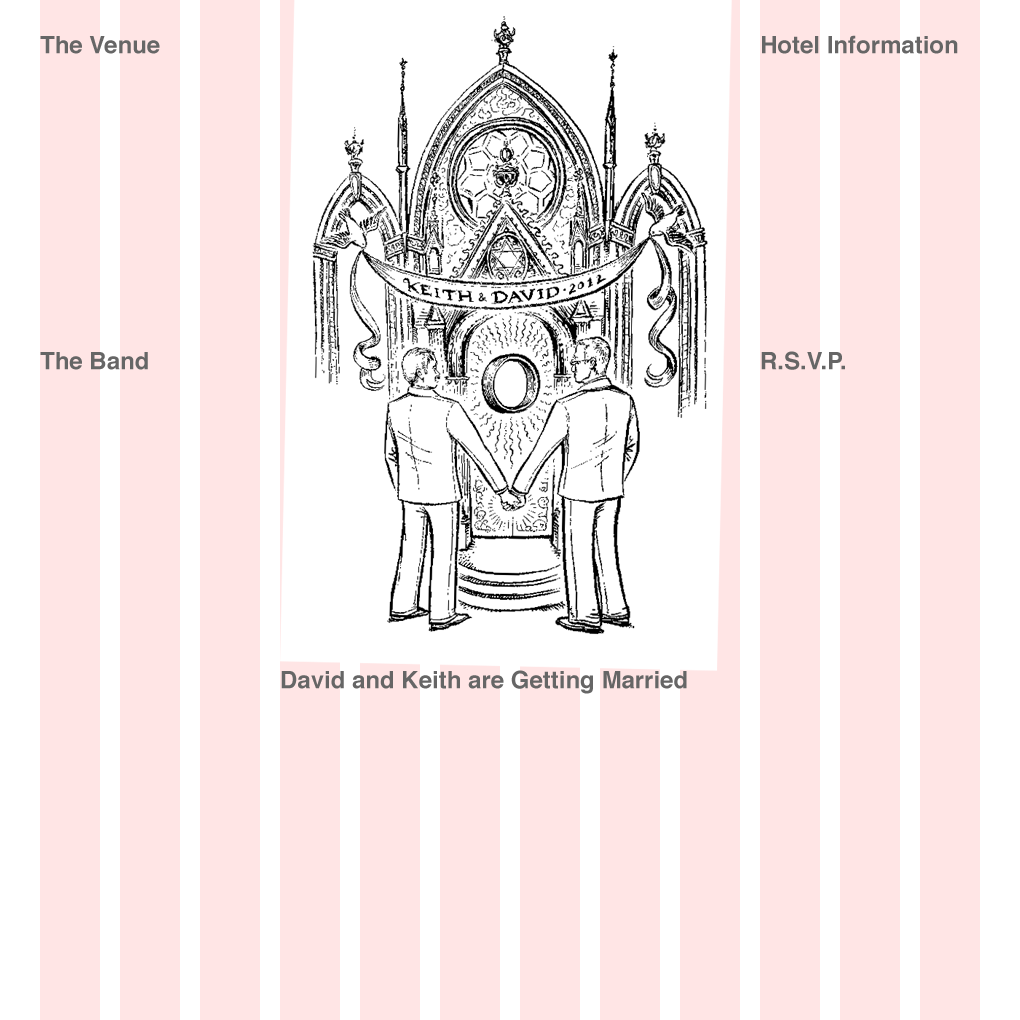 The Venue
Hotel Information
KEITH & DAVID · 2012
The Band
R.S.V.P.
David and Keith are Getting Married